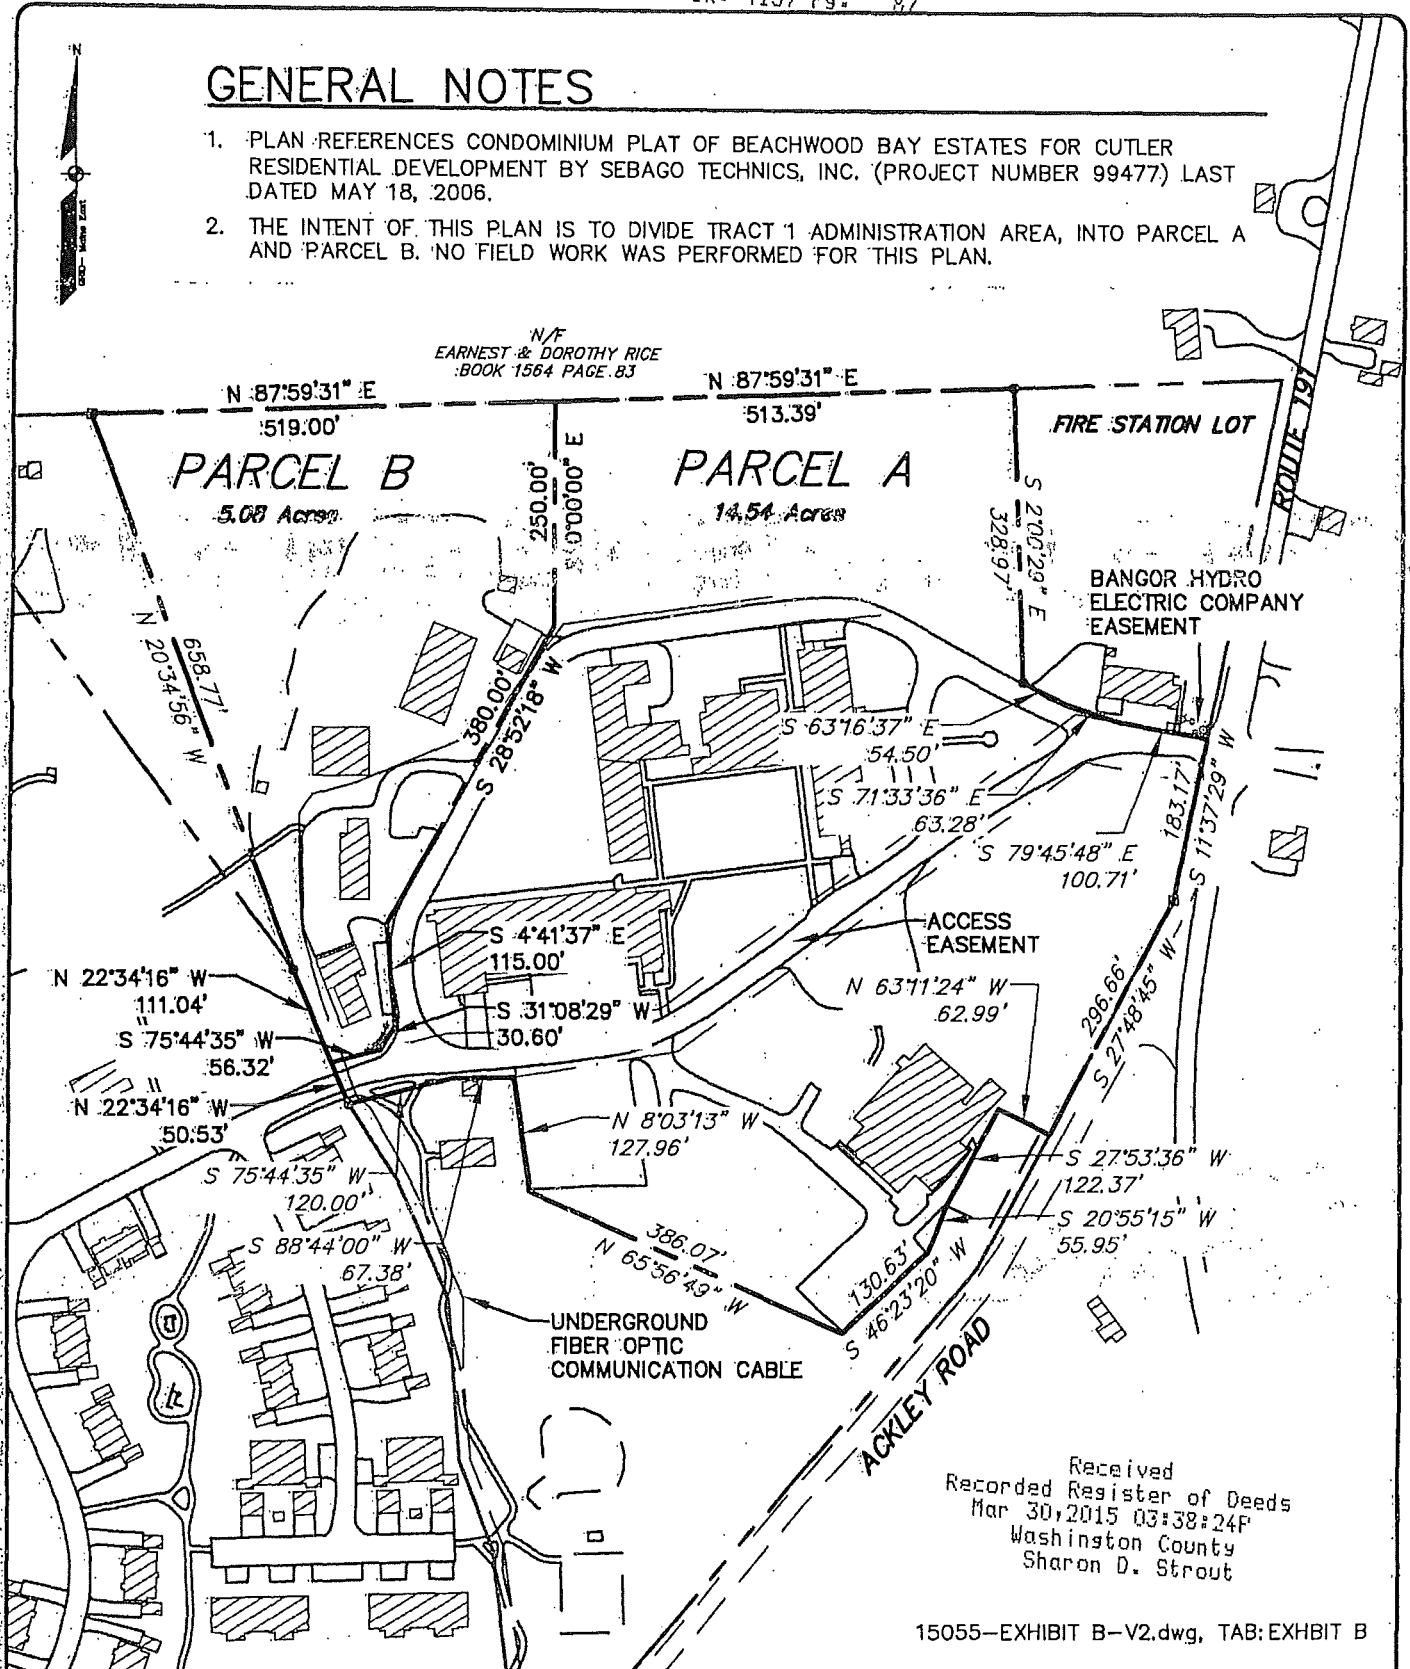 N
GENERAL NOTES
1. PLAN REFERENCES CONDOMINIUM PLAT OF BEACHWOOD BAY ESTATES FOR CUTLER
RESIDENTIAL DEVELOPMENT BY SEBAGO TECHNICS, INC. (PROJECT NUMBER 99477) LAST
DATED MAY 18, 2006.
2. THE INTENT OF THIS PLAN IS TO DIVIDE TRACT 1 ADMINISTRATION AREA, INTO PARCEL A
AND PARCEL B. NO FIELD WORK WAS PERFORMED FOR THIS PLAN.
N/F
EARNEST & DOROTHY RICE
BOOK 1564 PAGE 83
N 87°59'31" E
519.00'
N 87°59'31" E
513.39'
FIRE STATION LOT
ROUTE 191
PARCEL B
5.08 Acres
250.00'
S 0°00'00" E
PARCEL A
14.54 Acres
S 2°00'29" E
328.97'
BANGOR HYDRO
ELECTRIC COMPANY
EASEMENT
658.77'
N 20°34'56" W
380.00'
S 28°52'18" W
S 63°16'37" E
54.50'
S 71°33'36" E
63.28'
S 79°45'48" E
100.71'
183.17'
S 11°37'29" W
ACCESS
EASEMENT
S 4°41'37" E
115.00'
N 22°34'16" W
111.04'
S 31°08'29" W
30.60'
N 63°11'24" W
62.99'
296.66'
S 27°48'45" W
S 75°44'35" W
56.32'
N 22°34'16" W
50.53'
N 8°03'13" W
127.96'
S 75°44'35" W
120.00'
S 27°53'36" W
122.37'
S 20°55'15" W
55.95'
S 88°44'00" W
67.38'
386.07'
N 65°56'49" W
130.63'
S 46°23'20" W
UNDERGROUND
FIBER OPTIC
COMMUNICATION CABLE
ACKLEY ROAD
Received
Recorded Register of Deeds
Mar 30,2015 03:38:24P
Washington County
Sharon D. Strout
15055-EXHIBIT B-V2.dwg, TAB: EXHBIT B